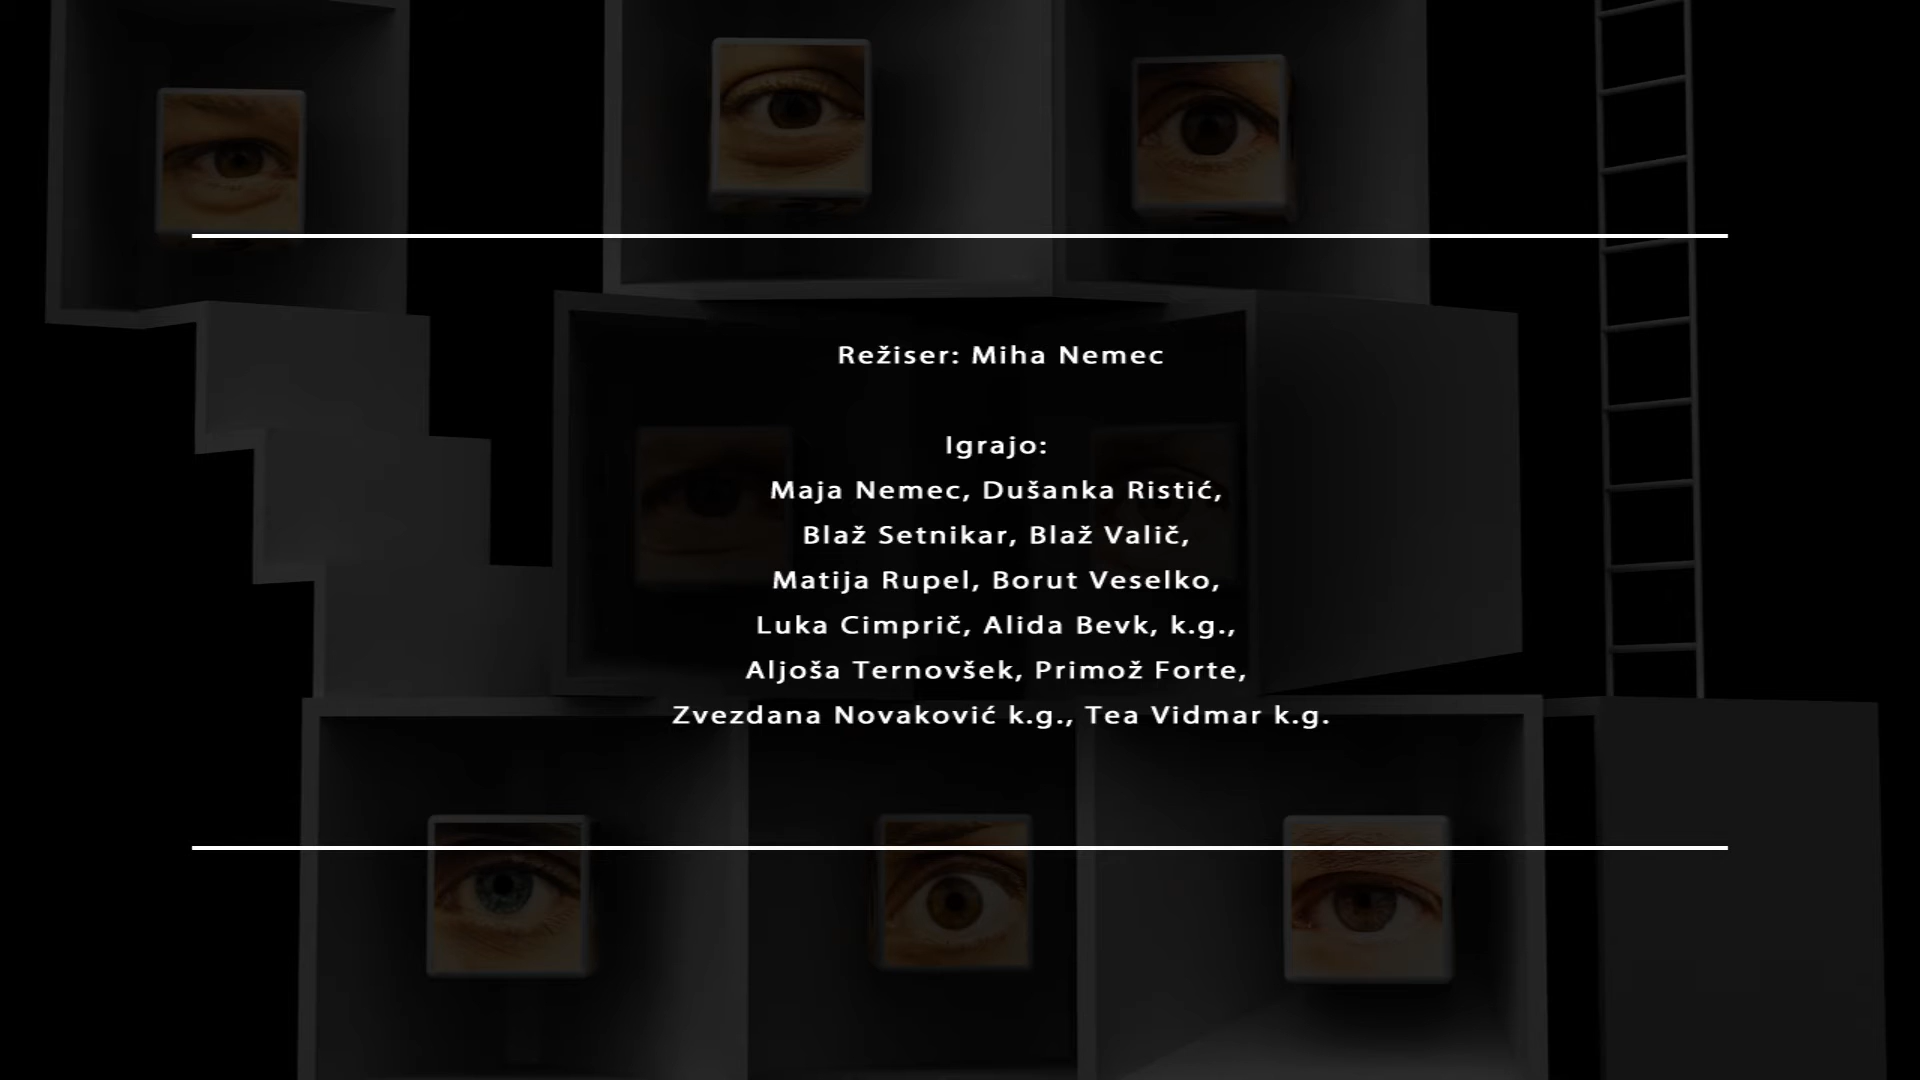 Režiser: Miha Nemec
Igrajo:
Maja Nemec, Dušanka Ristić,
Blaž Setnikar, Blaž Valič,
Matija Rupel, Borut Veselko,
Luka Cimprič, Alida Bevk, k.g.,
Aljoša Ternovšek, Primož Forte,
Zvezdana Novaković k.g., Tea Vidmar k.g.